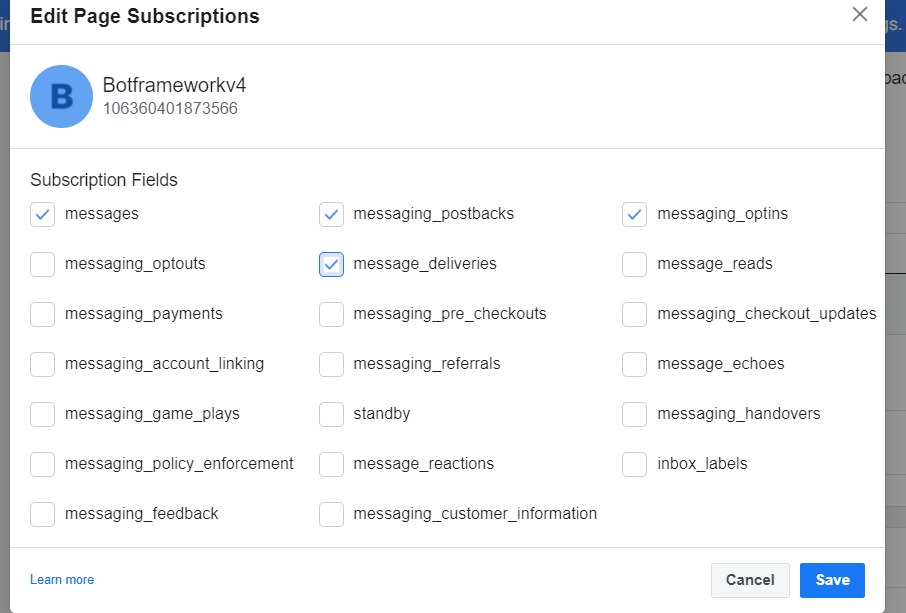 Edit Page Subscriptions
gs.
B
Botframeworkv4
106360401873566
Subscription Fields
messages messaging_postbacks messaging_optins
messaging_optouts message_deliveries message_reads
messaging_payments messaging_pre_checkouts messaging_checkout_updates
messaging_account_linking messaging_referrals message_echoes
messaging_game_plays standby messaging_handovers
messaging_policy_enforcement message_reactions inbox_labels
messaging_feedback messaging_customer_information
Learn more Cancel Save